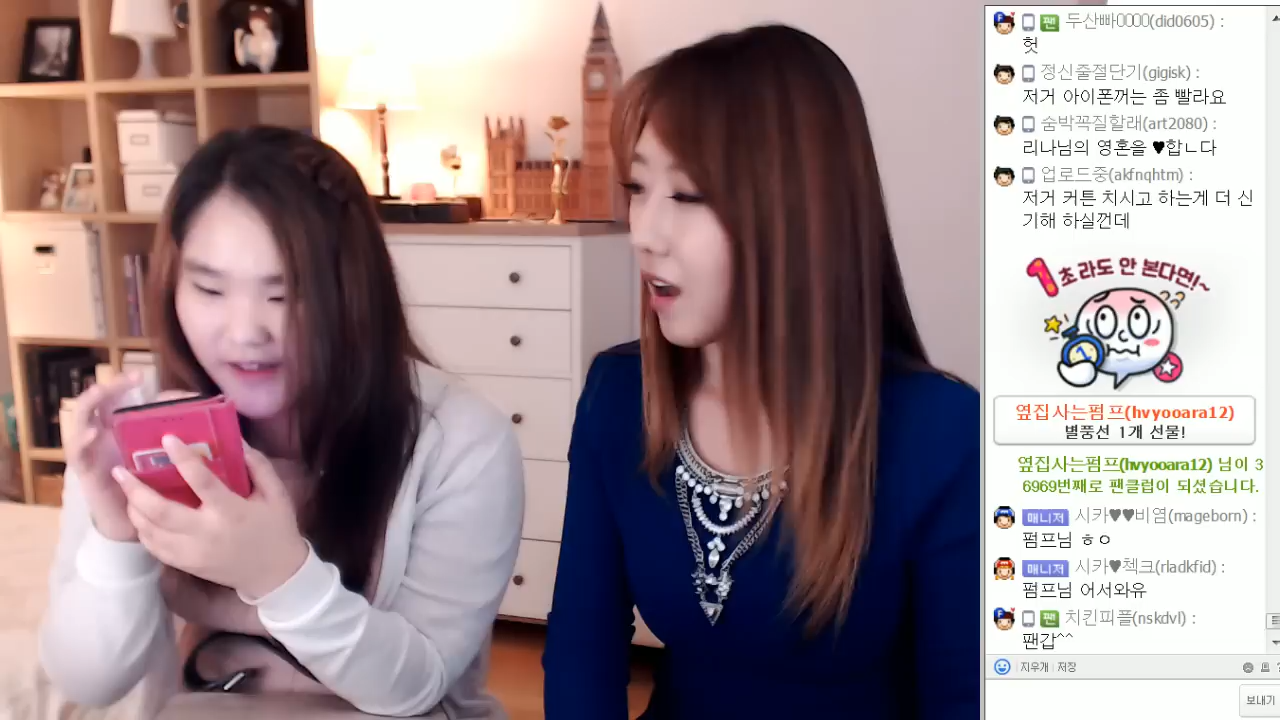 팬 두산빠0000(did0605) :
헛
정신줄절단기(gigisk) :
저거 아이폰꺼는 좀 빨라요
숨박꼭질할래(art2080) :
리나님의 영혼을 ♥합ㄴ다
업로드중(akfnqhtm) :
저거 커튼 치시고 하는게 더 신
기해 하실껀데
1초라도 안 본다면!~
옆집사는펌프(hvyooara12)
별풍선 1개 선물!
옆집사는펌프(hvyooara12) 님이 3
6969번째로 팬클럽이 되셨습니다.
매니저 시카♥♥비염(mageborn) :
펌프님 ㅎㅇ
매니저 시카♥첵크(rladkfid) :
펌프님 어서와유
팬 치킨피플(nskdvl) :
팬갑^^
지우개 | 저장
보내기